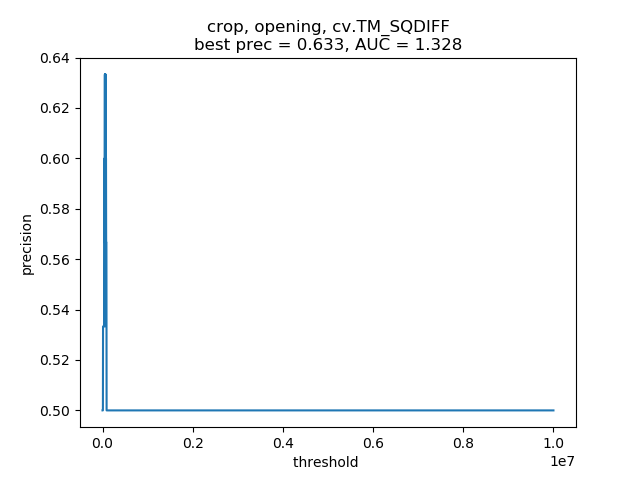 crop, opening, cv.TM_SQDIFF
best prec = 0.633, AUC = 1.328
0.64
0.62
0.60
0.58
0.56
0.54
0.52
0.50
precision
0.0 0.2 0.4 0.6 0.8 1.0
1e7
threshold